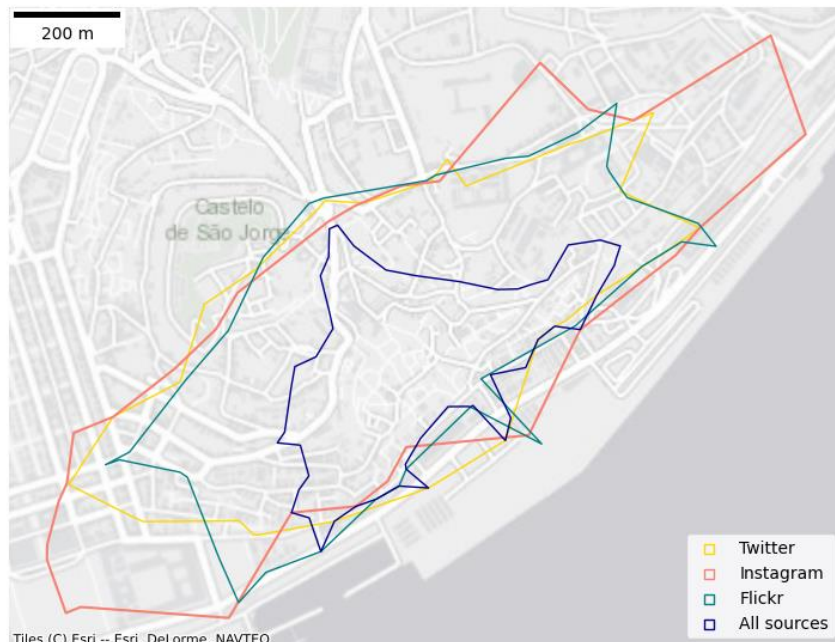 200 m
Castelo
de São Jorge
Twitter
Instagram
Flickr
All sources
Tiles (C) Esri -- Esri, DeLorme, NAVTEQ